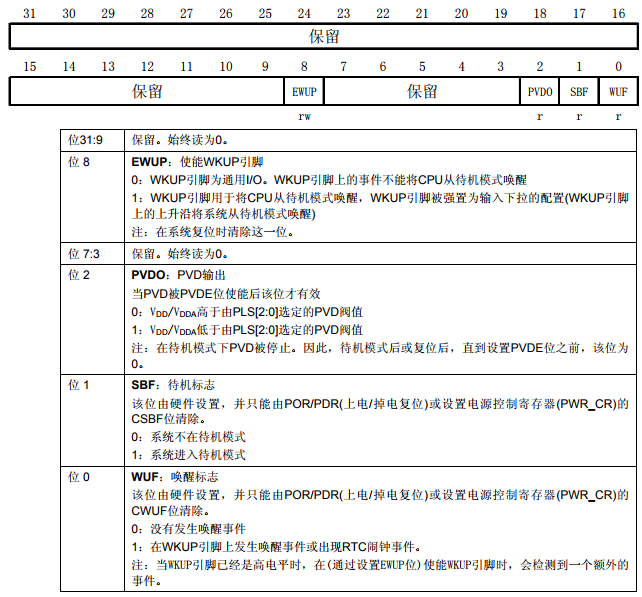 31 30 29 28 27 26 25 24 23 22 21 20 19 18 17 16
保留
15 14 13 12 11 10 9 8 7 6 5 4 3 2 1 0
保留 EWUP 保留 PVDO SBF WUF
rw r r r
位31:9 保留。始终读为0。
位 8 EWUP：使能WKUP引脚
0：WKUP引脚为通用I/O。WKUP引脚上的事件不能将CPU从待机模式唤醒
1：WKUP引脚用于将CPU从待机模式唤醒，WKUP引脚被强置为输入下拉的配置(WKUP引脚
上的上升沿将系统从待机模式唤醒)
注：在系统复位时清除这一位。
位 7:3 保留。始终读为0。
位 2 PVDO：PVD输出
当PVD被PVDE位使能后该位才有效
0：VDD/VDDA高于由PLS[2:0]选定的PVD阀值
1：VDD/VDDA低于由PLS[2:0]选定的PVD阀值
注：在待机模式下PVD被停止。因此，待机模式后或复位后，直到设置PVDE位之前，该位为
0。
位 1 SBF：待机标志
该位由硬件设置，并只能由POR/PDR(上电/掉电复位)或设置电源控制寄存器(PWR_CR)的
CSBF位清除。
0：系统不在待机模式
1：系统进入待机模式
位 0 WUF：唤醒标志
该位由硬件设置，并只能由POR/PDR(上电/掉电复位)或设置电源控制寄存器(PWR_CR)的
CWUF位清除。
0：没有发生唤醒事件
1：在WKUP引脚上发生唤醒事件或出现RTC闹钟事件。
注：当WKUP引脚已经是高电平时，在(通过设置EWUP位)使能WKUP引脚时，会检测到一个额外的
事件。